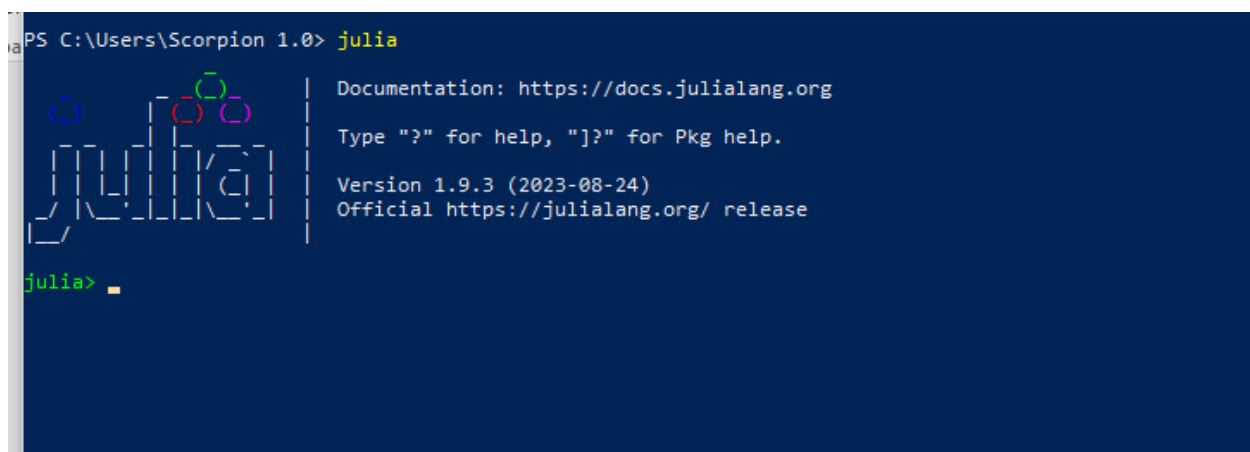 PS C:\Users\Scorpion 1.0> julia
julia
Documentation: https://docs.julialang.org
Type "?" for help, "]?" for Pkg help.
Version 1.9.3 (2023-08-24)
Official https://julialang.org/ release
julia>